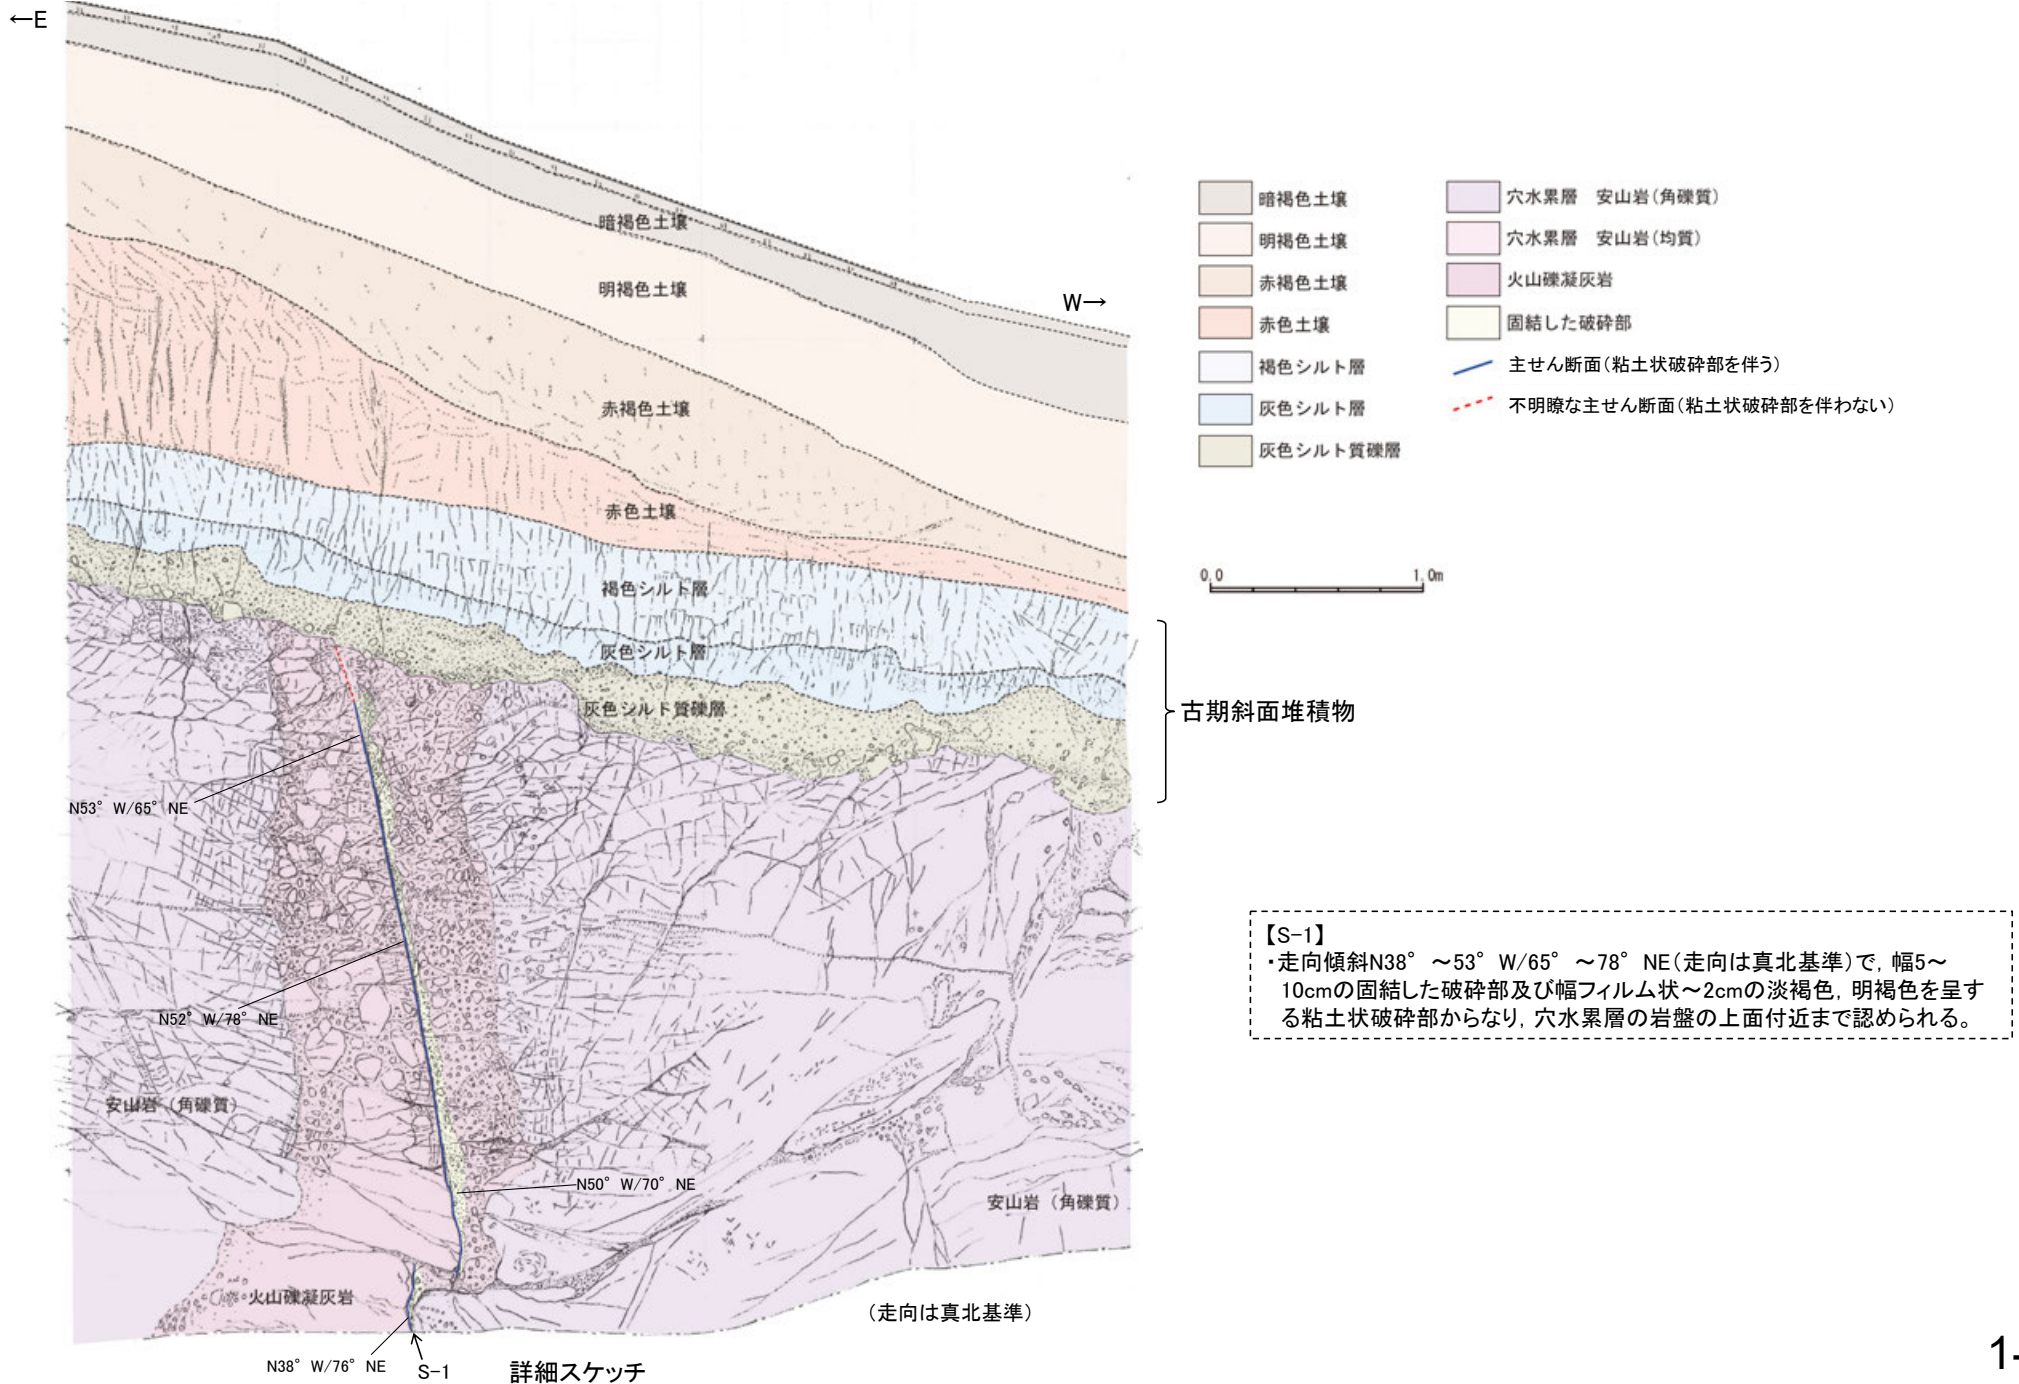 ←E
W→
暗褐色土壌
明褐色土壌
赤褐色土壌
赤色土壌
褐色シルト層
灰色シルト層
灰色シルト質礫層
安山岩(角礫質)
安山岩(角礫質)
火山礫凝灰岩
N53°W/65°NE
N52°W/78°NE
N50°W/70°NE
N38°W/76°NE
S-1
詳細スケッチ
(走向は真北基準)
暗褐色土壌
明褐色土壌
赤褐色土壌
赤色土壌
褐色シルト層
灰色シルト層
灰色シルト質礫層
穴水累層 安山岩(角礫質)
穴水累層 安山岩(均質)
火山礫凝灰岩
固結した破砕部
主せん断面(粘土状破砕部を伴う)
不明瞭な主せん断面(粘土状破砕部を伴わない)
0.0 1.0m
古期斜面堆積物
【S-1】
・走向傾斜N38°~53°W/65°~78°NE(走向は真北基準)で,幅5~
10cmの固結した破砕部及び幅フィルム状~2cmの淡褐色,明褐色を呈す
る粘土状破砕部からなり,穴水累層の岩盤の上面付近まで認められる。
1-